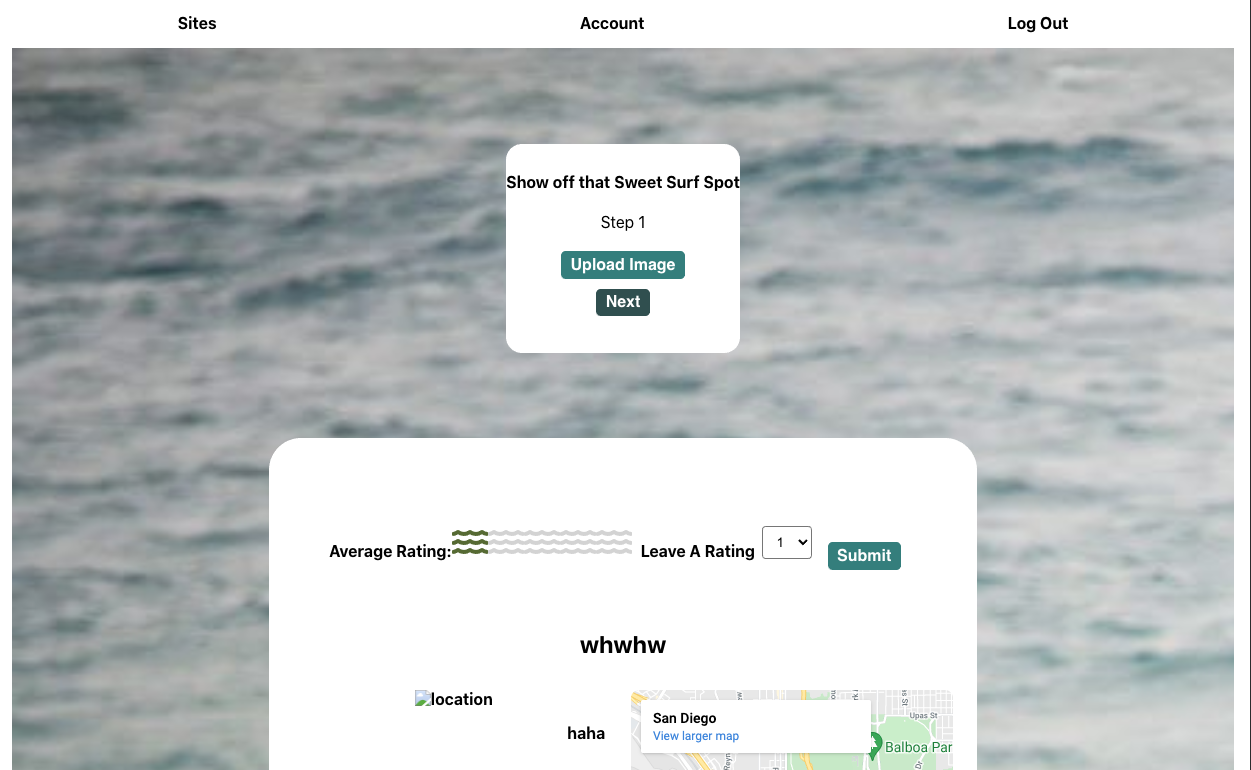 Sites
Account
Log Out
Show off that Sweet Surf Spot
Step 1
Upload Image
Next
Average Rating:
Leave A Rating
1
Submit
whwhw
location
haha
San Diego
View larger map
Upas St
Balboa Par
Dr